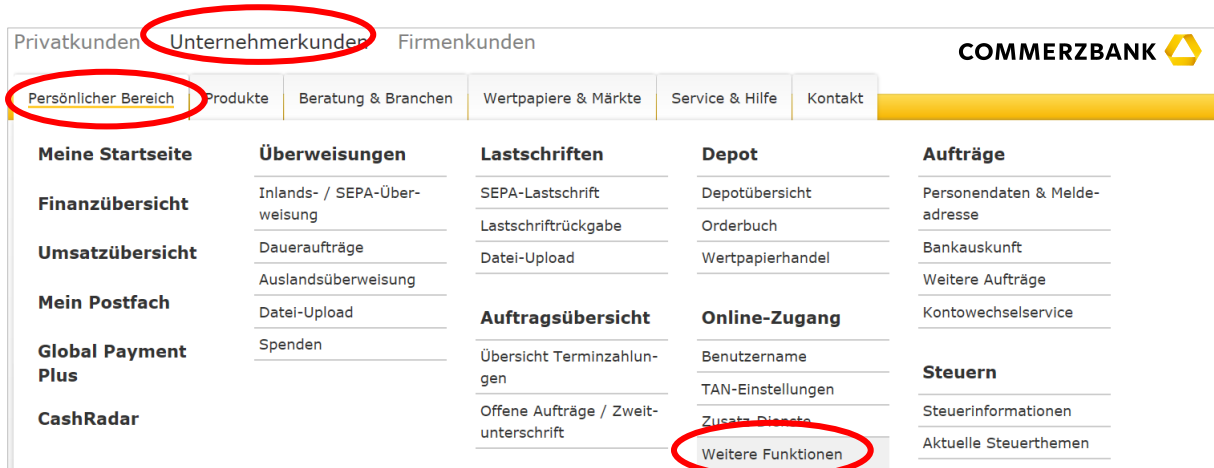 Privatkunden Unternehmerkunden Firmenkunden
COMMERZBANK
Persönlicher Bereich Produkte Beratung & Branchen Wertpapiere & Märkte Service & Hilfe Kontakt
Meine Startseite
Finanzübersicht
Umsatzübersicht
Mein Postfach
Global Payment
Plus
CashRadar
Überweisungen
Inlands- / SEPA-Über-
weisung
Daueraufträge
Auslandsüberweisung
Datei-Upload
Spenden
Lastschriften
SEPA-Lastschrift
Lastschriftrückgabe
Datei-Upload
Auftragsübersicht
Übersicht Terminzahlun-
gen
Offene Aufträge / Zweit-
unterschrift
Depot
Depotübersicht
Orderbuch
Wertpapierhandel
Online-Zugang
Benutzername
TAN-Einstellungen
Zusatz-Dienste
Weitere Funktionen
Aufträge
Personendaten & Melde-
adresse
Bankauskunft
Weitere Aufträge
Kontowechselservice
Steuern
Steuerinformationen
Aktuelle Steuerthemen